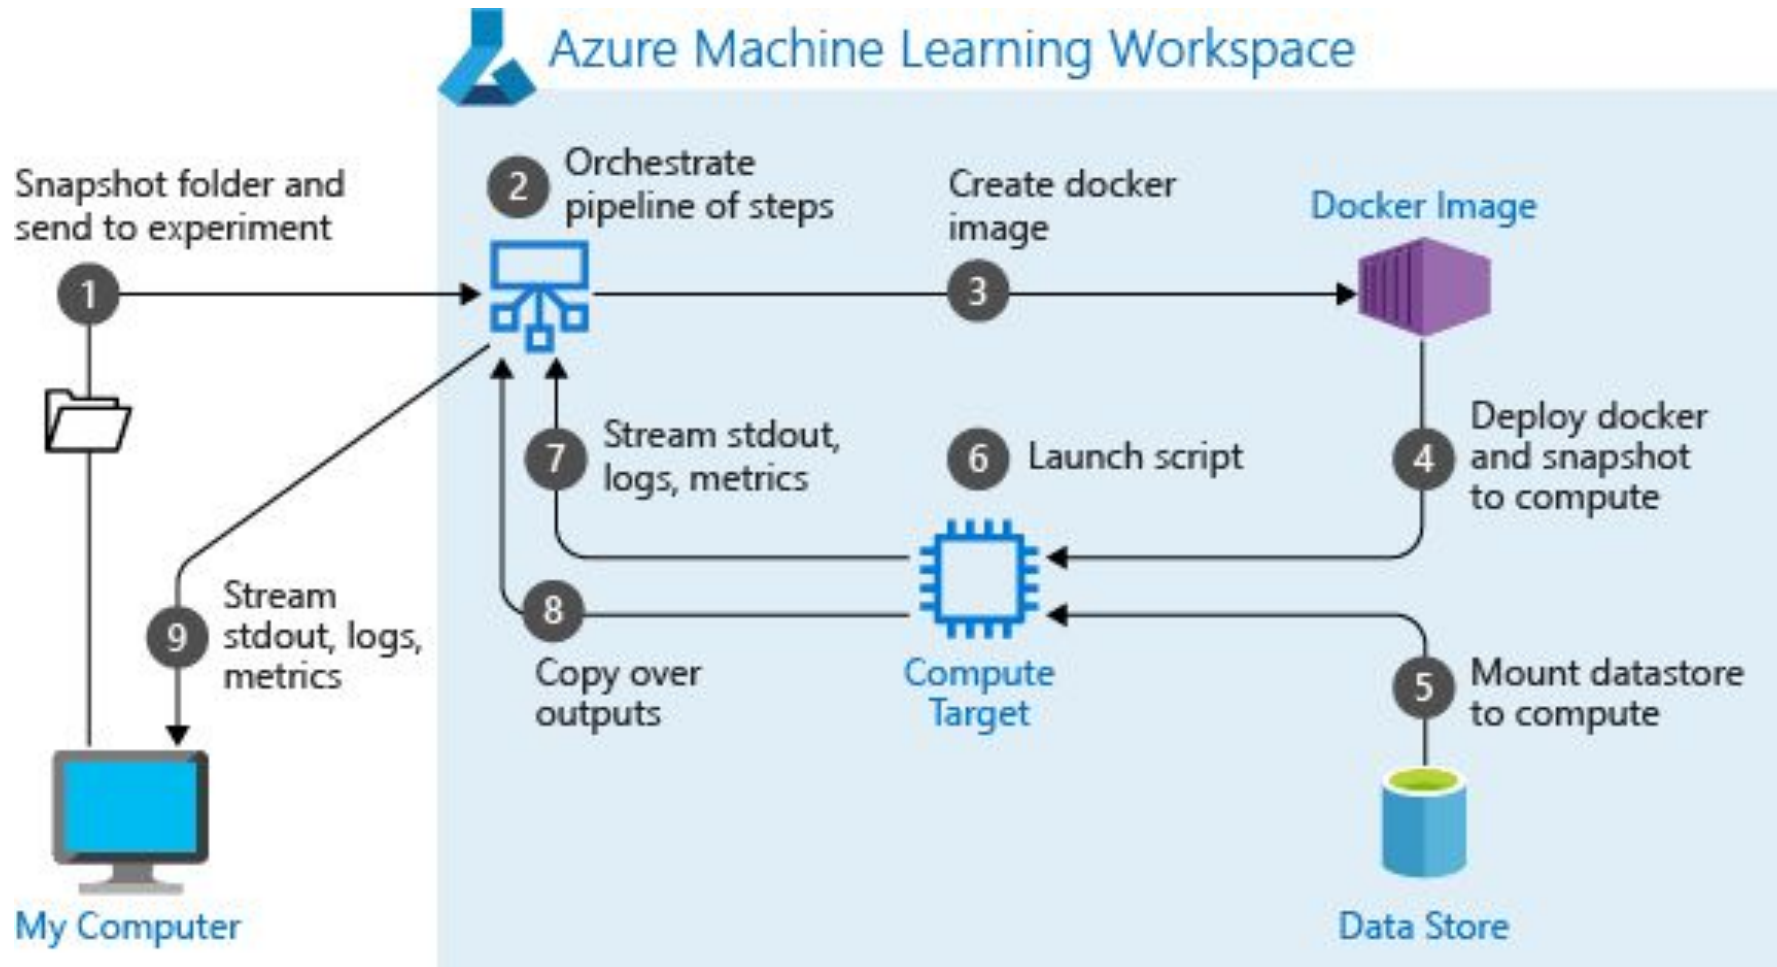 Azure Machine Learning Workspace
Snapshot folder and
send to experiment
1
2
Orchestrate
pipeline of steps
Create docker
image
3
Docker Image
Deploy docker
and snapshot
to compute
4
7
Stream stdout,
logs, metrics
6
Launch script
8
Copy over
outputs
Compute
Target
5
Mount datastore
to compute
9
Stream
stdout, logs,
metrics
My Computer
Data Store